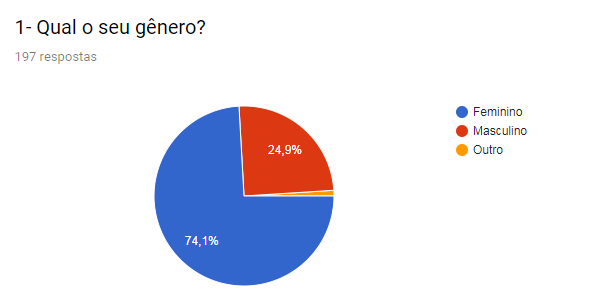 1- Qual o seu gênero?
197 respostas
Feminino
Masculino
Outro
24,9%
74,1%